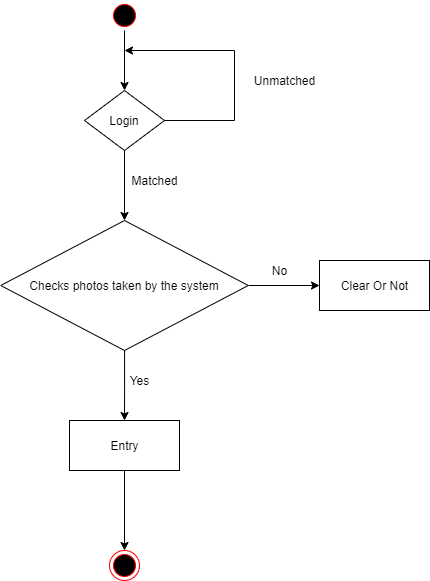 Unmatched
Login
Matched
Checks photos taken by the system
No
Clear Or Not
Yes
Entry